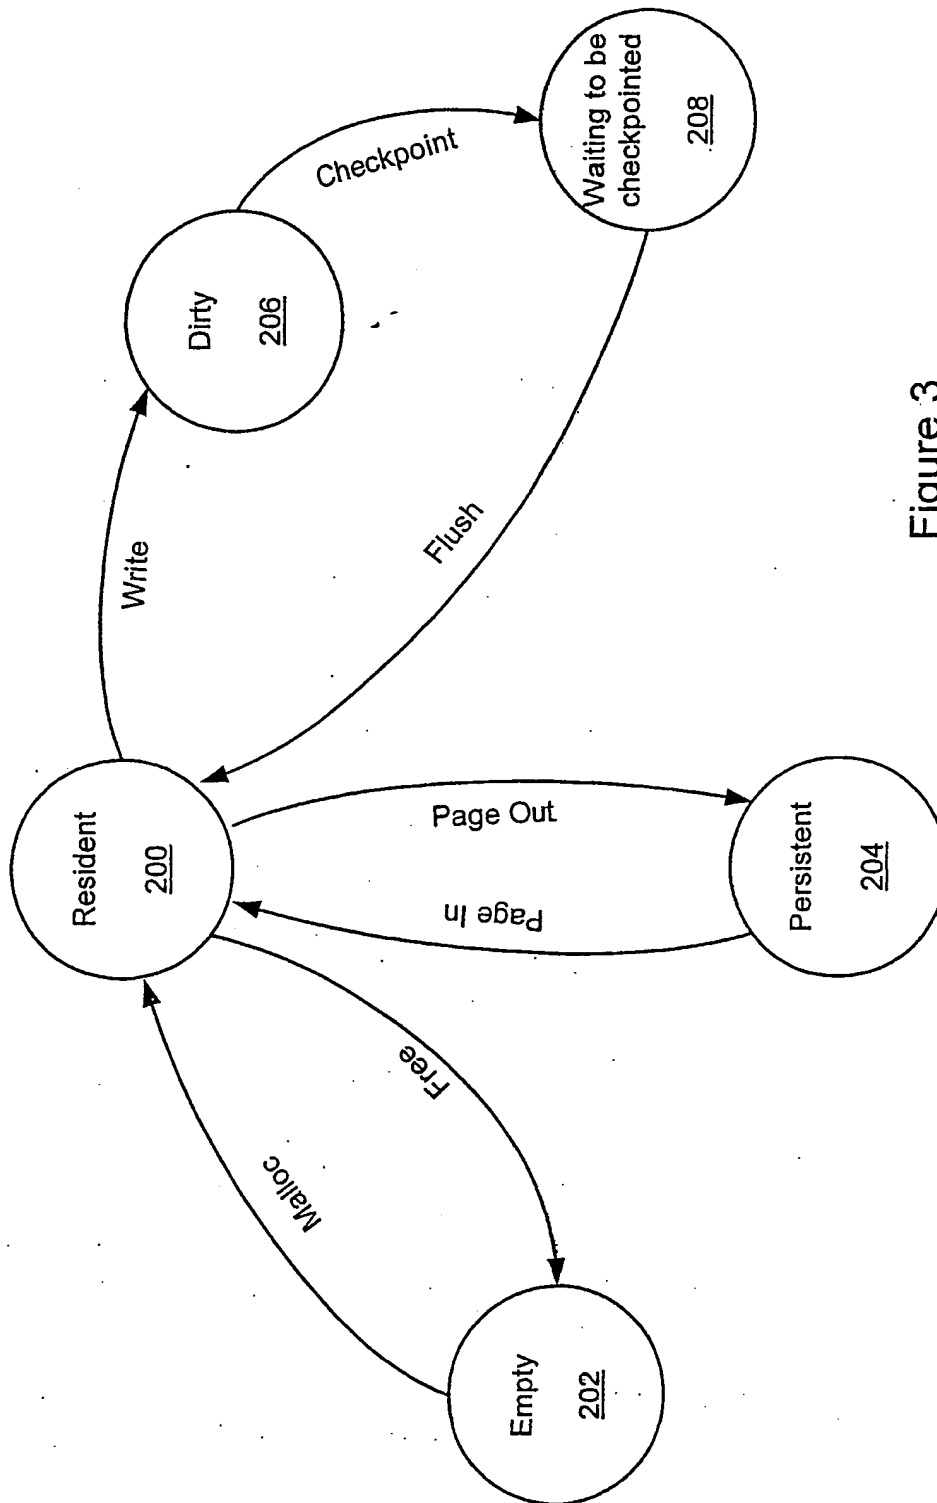 Resident
200
Write
Dirty
206
Checkpoint
Waiting to be
checkpointed
208
Flush
Page Out
Page In
Persistent
204
Free
Malloc
Empty
202
Figure 3